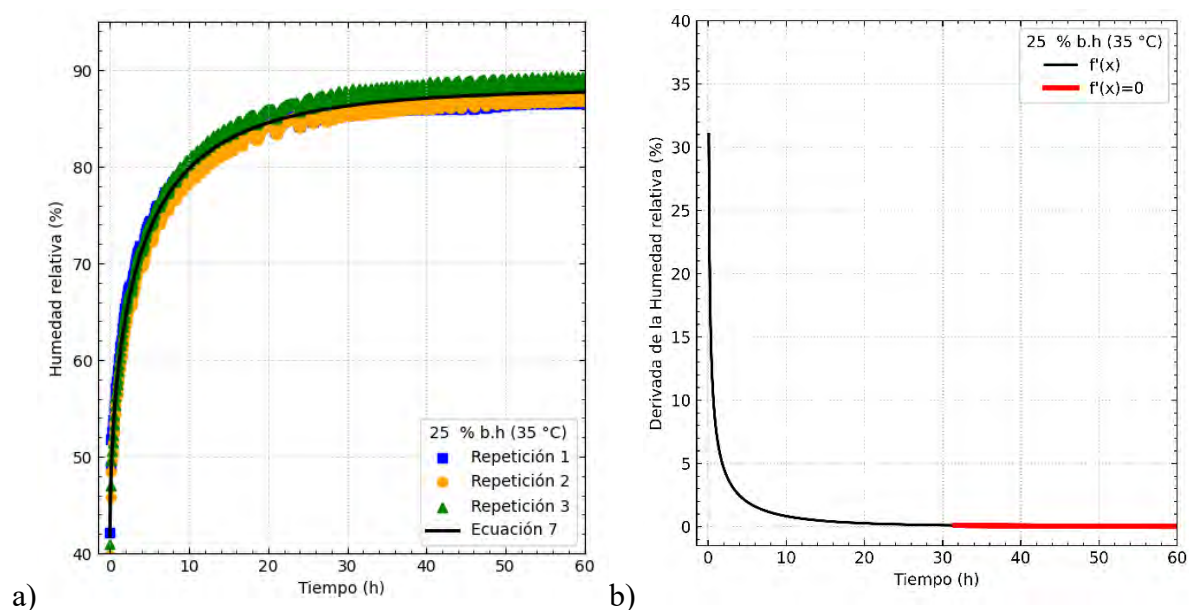 90
80
70
60
50
40
Humedad relativa (%)
25 % b.h (35 °C)
Repetición 1
Repetición 2
Repetición 3
Ecuación 7
0 10 20 30 40 50 60
Tiempo (h)
a)
40
35
30
25
20
15
10
5
0
Derivada de la Humedad relativa (%)
25 % b.h (35 °C)
f'(x)
f'(x)=0
0 10 20 30 40 50 60
Tiempo (h)
b)